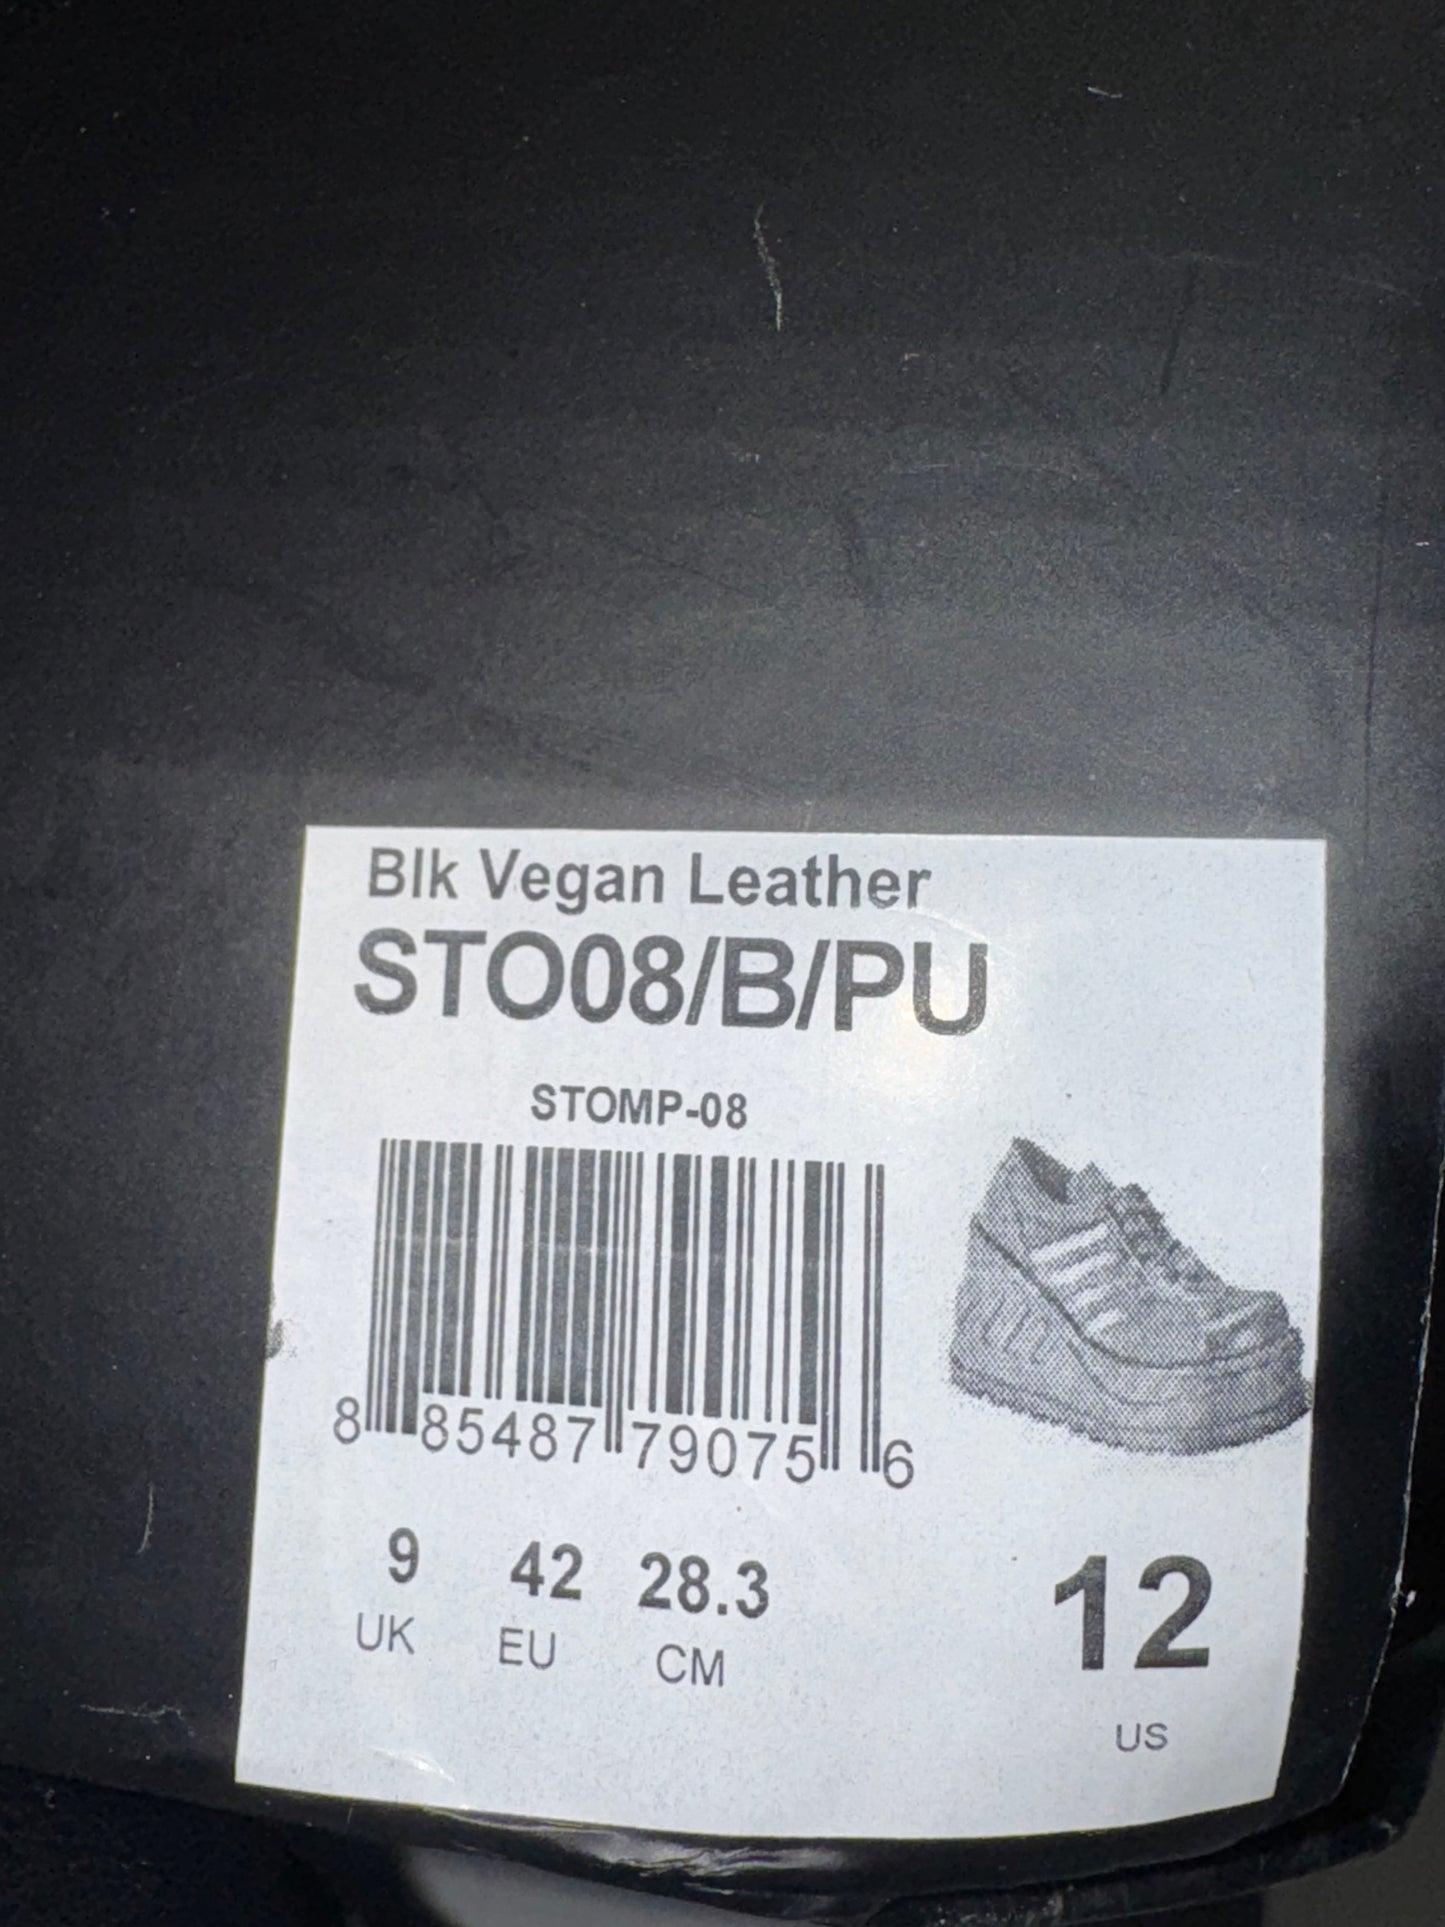 Blk Vegan Leather
STO08/B/PU
STOMP-08
8 85487 79075 6
9 42 28.3 12
UK EU CM US